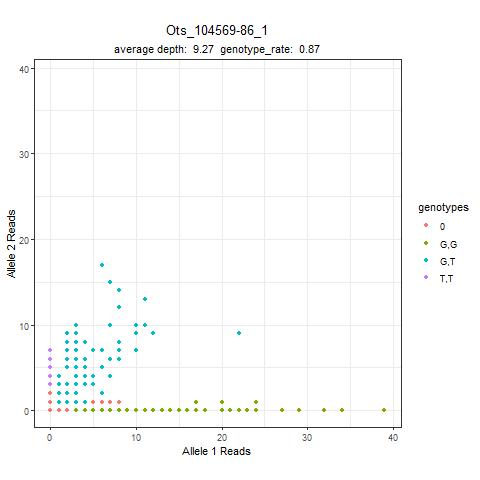 Ots_104569-86_1
average depth: 9.27 genotype_rate: 0.87
40
30
20
10
0
Allele 2 Reads
0 10 20 30 40
Allele 1 Reads
genotypes
0
G,G
G,T
T,T